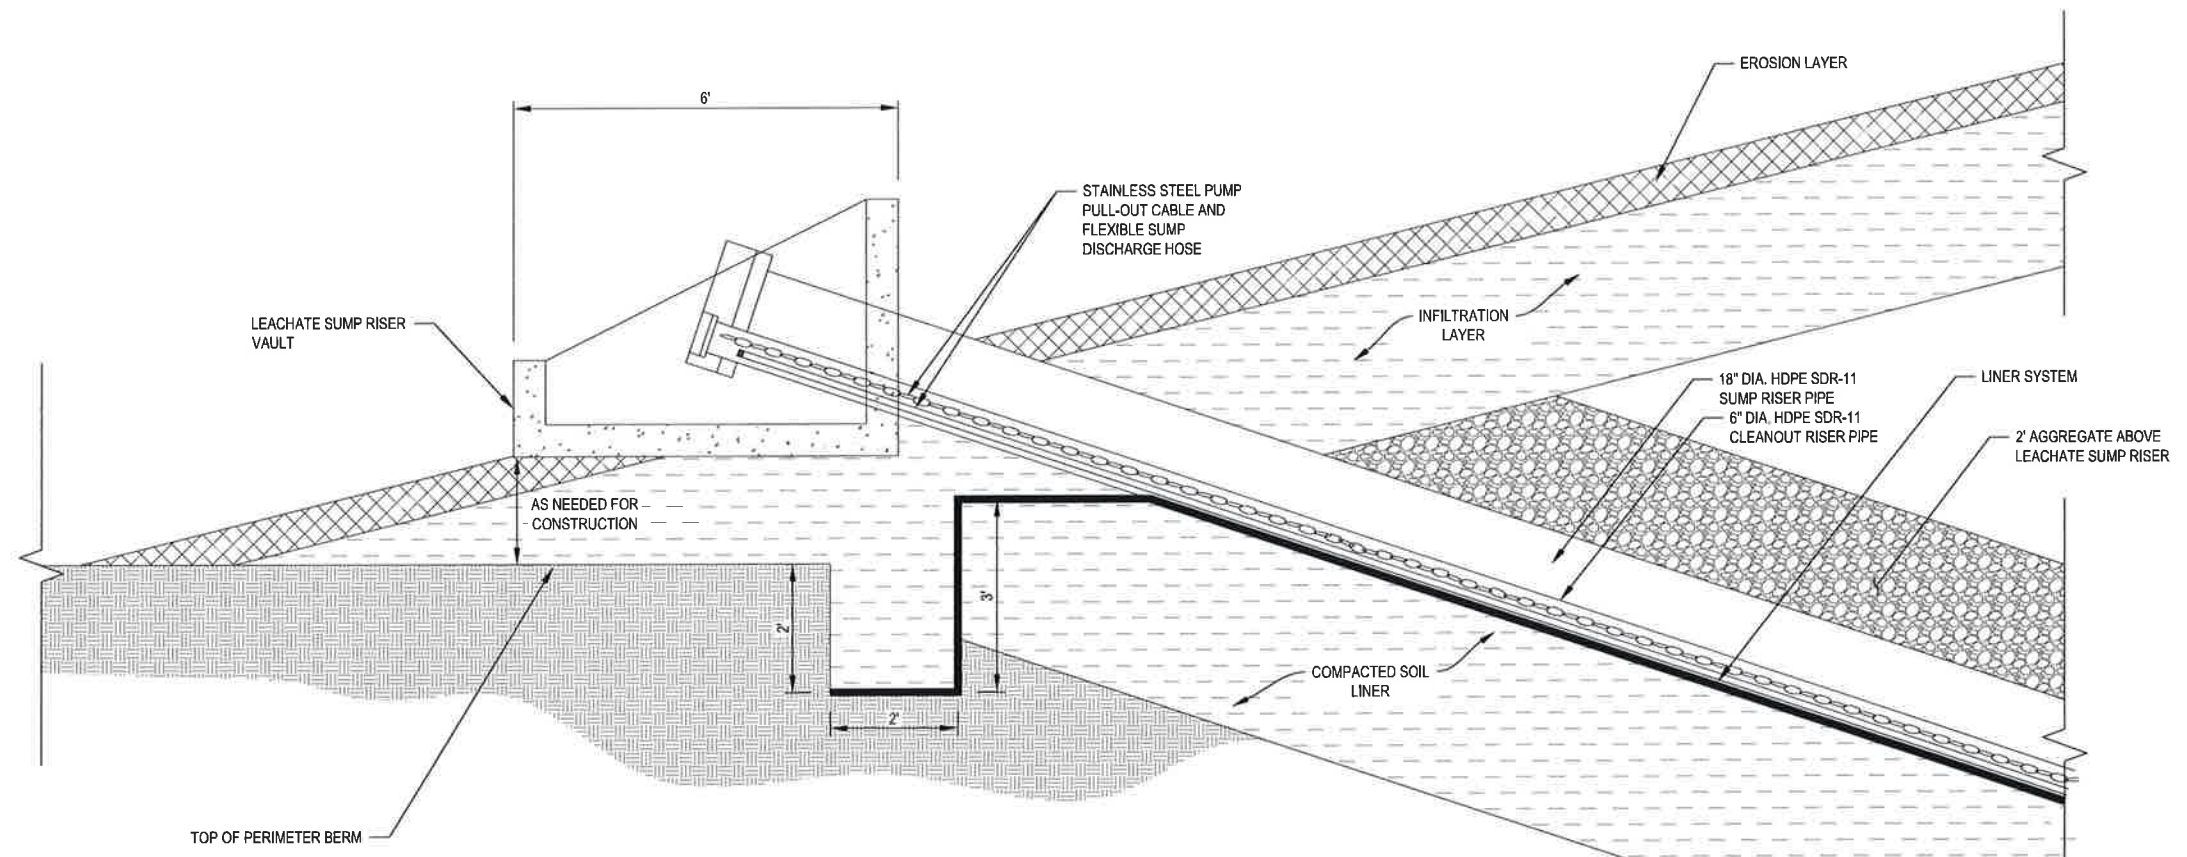 EROSION LAYER
6'
STAINLESS STEEL PUMP
PULL-OUT CABLE AND
FLEXIBLE SUMP
DISCHARGE HOSE
LEACHATE SUMP RISER
VAULT
INFILTRATION
LAYER
18" DIA. HDPE SDR-11
SUMP RISER PIPE
6" DIA. HDPE SDR-11
CLEANOUT RISER PIPE
LINER SYSTEM
2' AGGREGATE ABOVE
LEACHATE SUMP RISER
AS NEEDED FOR
CONSTRUCTION
2'
3'
2'
COMPACTED SOIL
LINER
TOP OF PERIMETER BERM